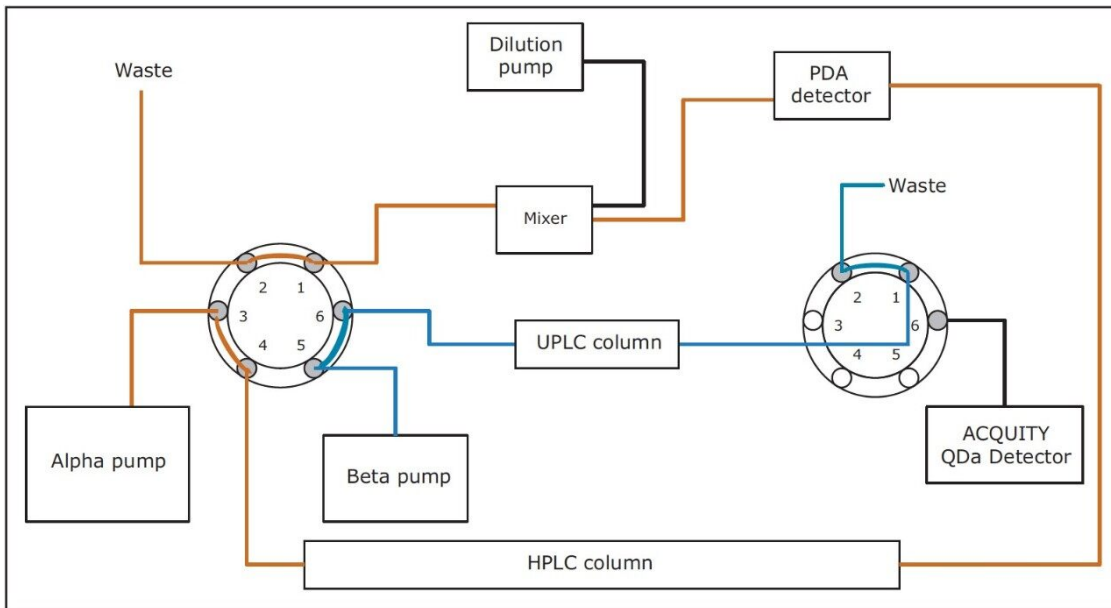 Dilution
pump
Waste
PDA
detector
Mixer
Waste
2 1
3 6
4 5
2 1
3 6
4 5
UPLC column
Alpha pump
Beta pump
ACQUITY
QDa Detector
HPLC column